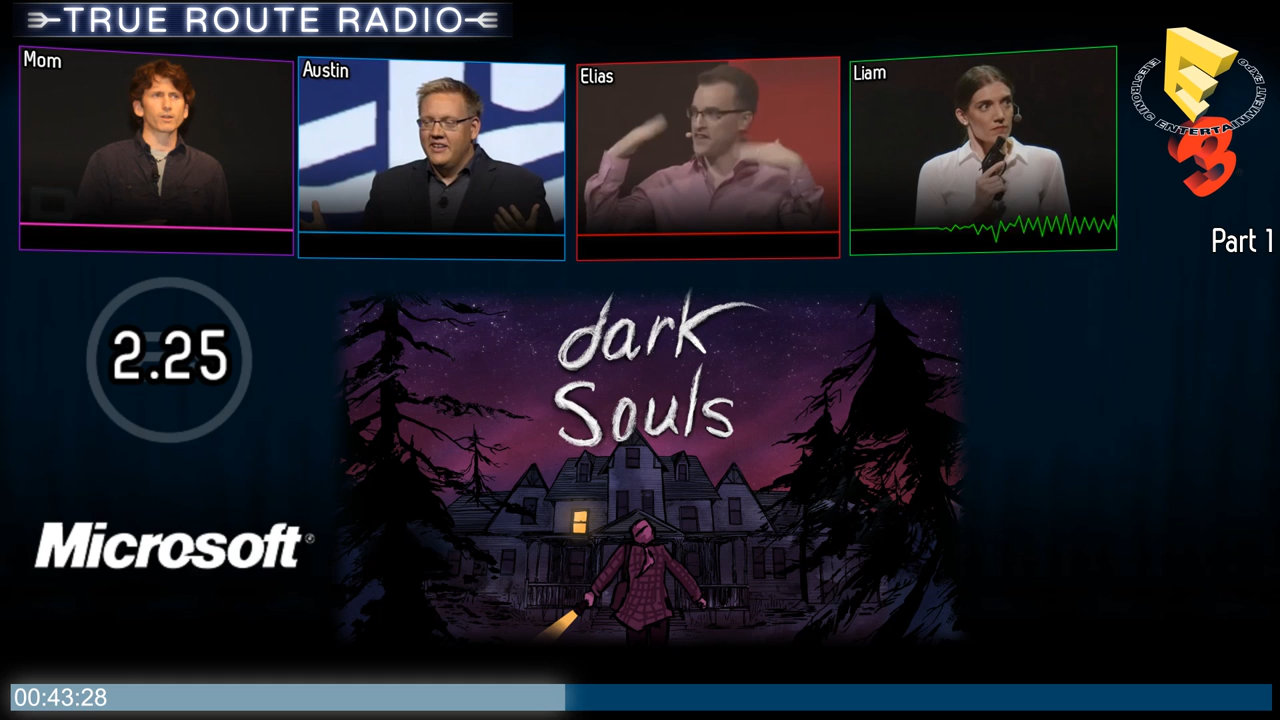 TRUE ROUTE RADIO
Mom
Austin
Elias
Liam
ELECTRONIC ENTERTAINMENT EXPO
E3
Part 1
2.25
dark
Souls
Microsoft®
00:43:28